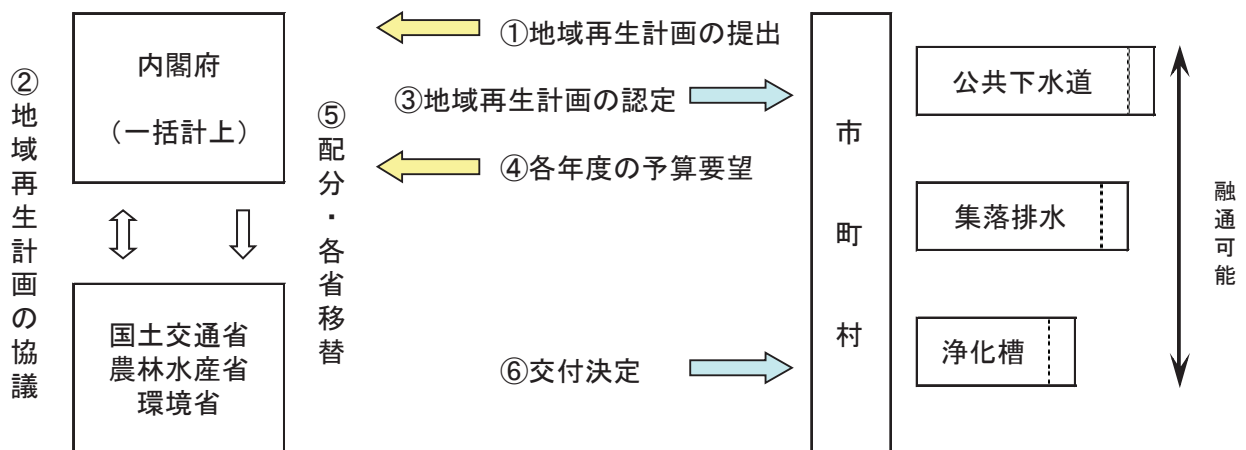 ②地域再生計画の協議
内閣府
（一括計上）
国土交通省
農林水産省
環境省
⑤配分・各省移替
①地域再生計画の提出
③地域再生計画の認定
④各年度の予算要望
⑥交付決定
市町村
公共下水道
集落排水
浄化槽
融通可能